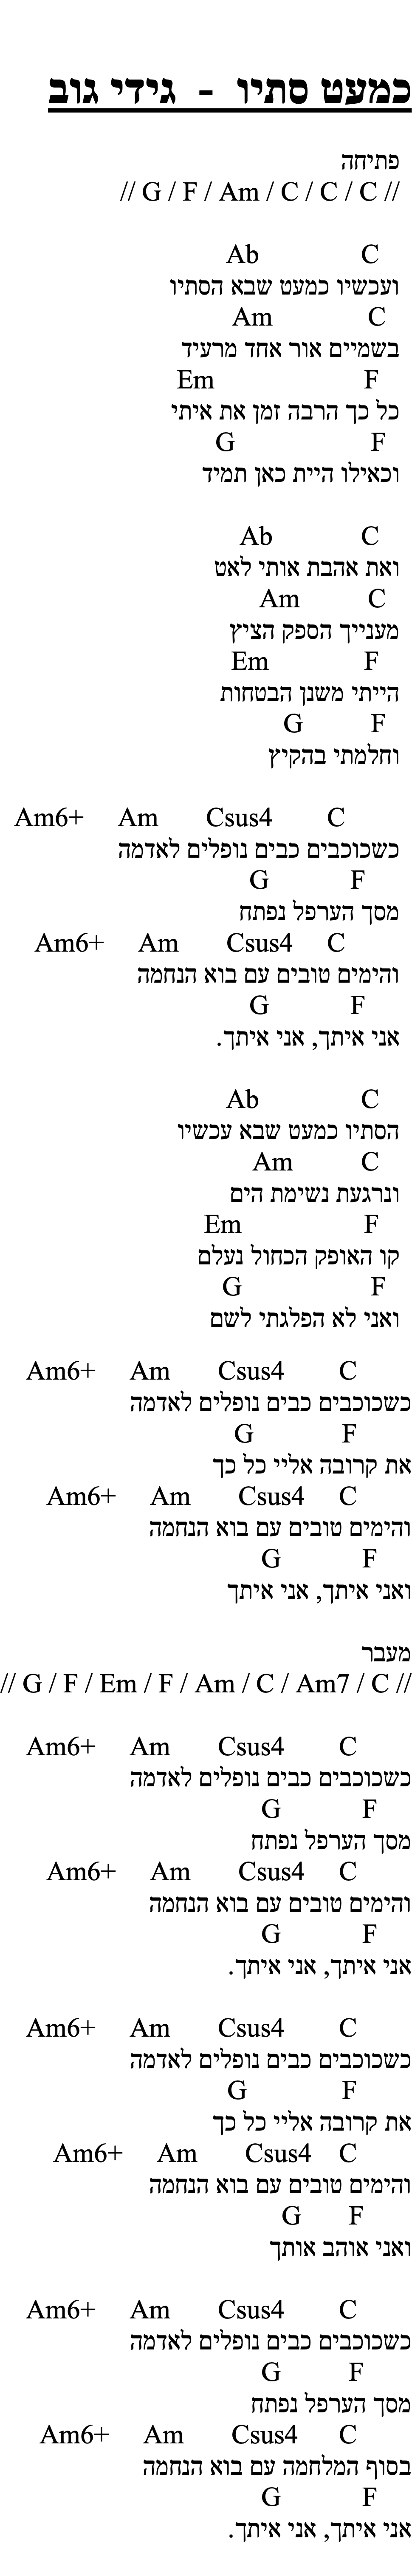 כמעט סתיו - גידי גוב
פתיחה
// G / F / Am / C / C / C //
Ab C
ועכשיו כמעט שבא הסתיו
Am C
בשמיים אור אחד מרעיד
Em F
כל כך הרבה זמן את איתי
G F
וכאילו היית כאן תמיד
Ab C
ואת אהבת אותי לאט
Am C
מענייך הספק הציץ
Em F
הייתי משנן הבטחות
G F
וחלמתי בהקיץ
Am6+ Am Csus4 C
כשכוכבים כבים נופלים לאדמה
G F
מסך הערפל נפתח
Am6+ Am Csus4 C
והימים טובים עם בוא הנחמה
G F
אני איתך, אני איתך.
Ab C
הסתיו כמעט שבא עכשיו
Am C
ונרגעת נשימת הים
Em F
קו האופק הכחול נעלם
G F
ואני לא הפלגתי לשם
Am6+ Am Csus4 C
כשכוכבים כבים נופלים לאדמה
G F
את קרובה אליי כל כך
Am6+ Am Csus4 C
והימים טובים עם בוא הנחמה
G F
ואני איתך, אני איתך
מעבר
// G / F / Em / F / Am / C / Am7 / C //
Am6+ Am Csus4 C
כשכוכבים כבים נופלים לאדמה
G F
מסך הערפל נפתח
Am6+ Am Csus4 C
והימים טובים עם בוא הנחמה
G F
אני איתך, אני איתך.
Am6+ Am Csus4 C
כשכוכבים כבים נופלים לאדמה
G F
את קרובה אליי כל כך
Am6+ Am Csus4 C
והימים טובים עם בוא הנחמה
G F
ואני אוהב אותך
Am6+ Am Csus4 C
כשכוכבים כבים נופלים לאדמה
G F
מסך הערפל נפתח
Am6+ Am Csus4 C
בסוף המלחמה עם בוא הנחמה
G F
אני איתך, אני איתך.